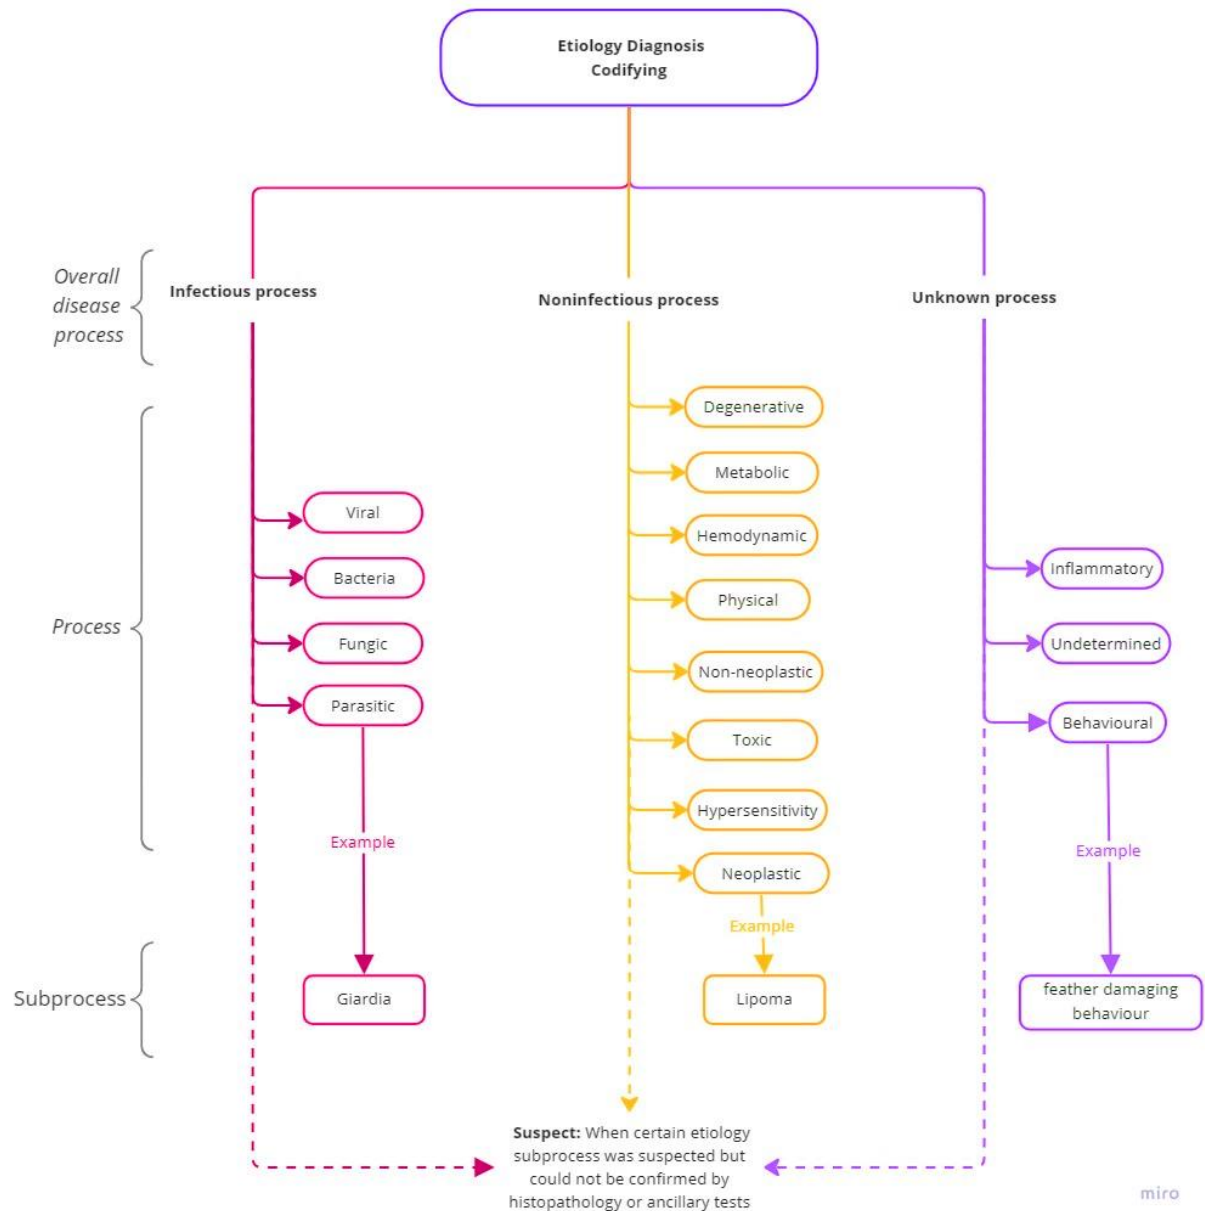 Etiology Diagnosis
Codifying
Overall
disease
process
Infectious process
Noninfectious process
Unknown process
Process
Viral
Bacteria
Fungic
Parasitic
Example
Degenerative
Metabolic
Hemodynamic
Physical
Non-neoplastic
Toxic
Hypersensitivity
Neoplastic
Example
Inflammatory
Undetermined
Behavioural
Example
Subprocess
Giardia
Lipoma
feather damaging
behaviour
Suspect: When certain etiology
subprocess was suspected but
could not be confirmed by
histopathology or ancillary tests
miro